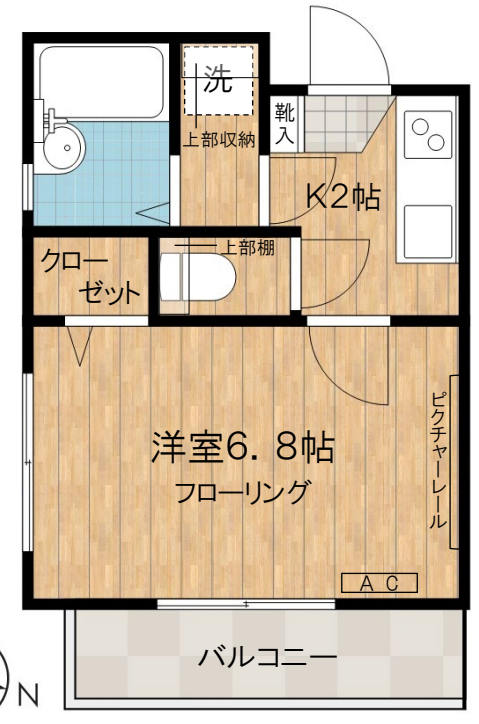 洗
上部収納
靴
入
K2帖
上部棚
クロー
ゼット
洋室6.8帖
フローリング
ピクチャーレール
AC
バルコニー
N